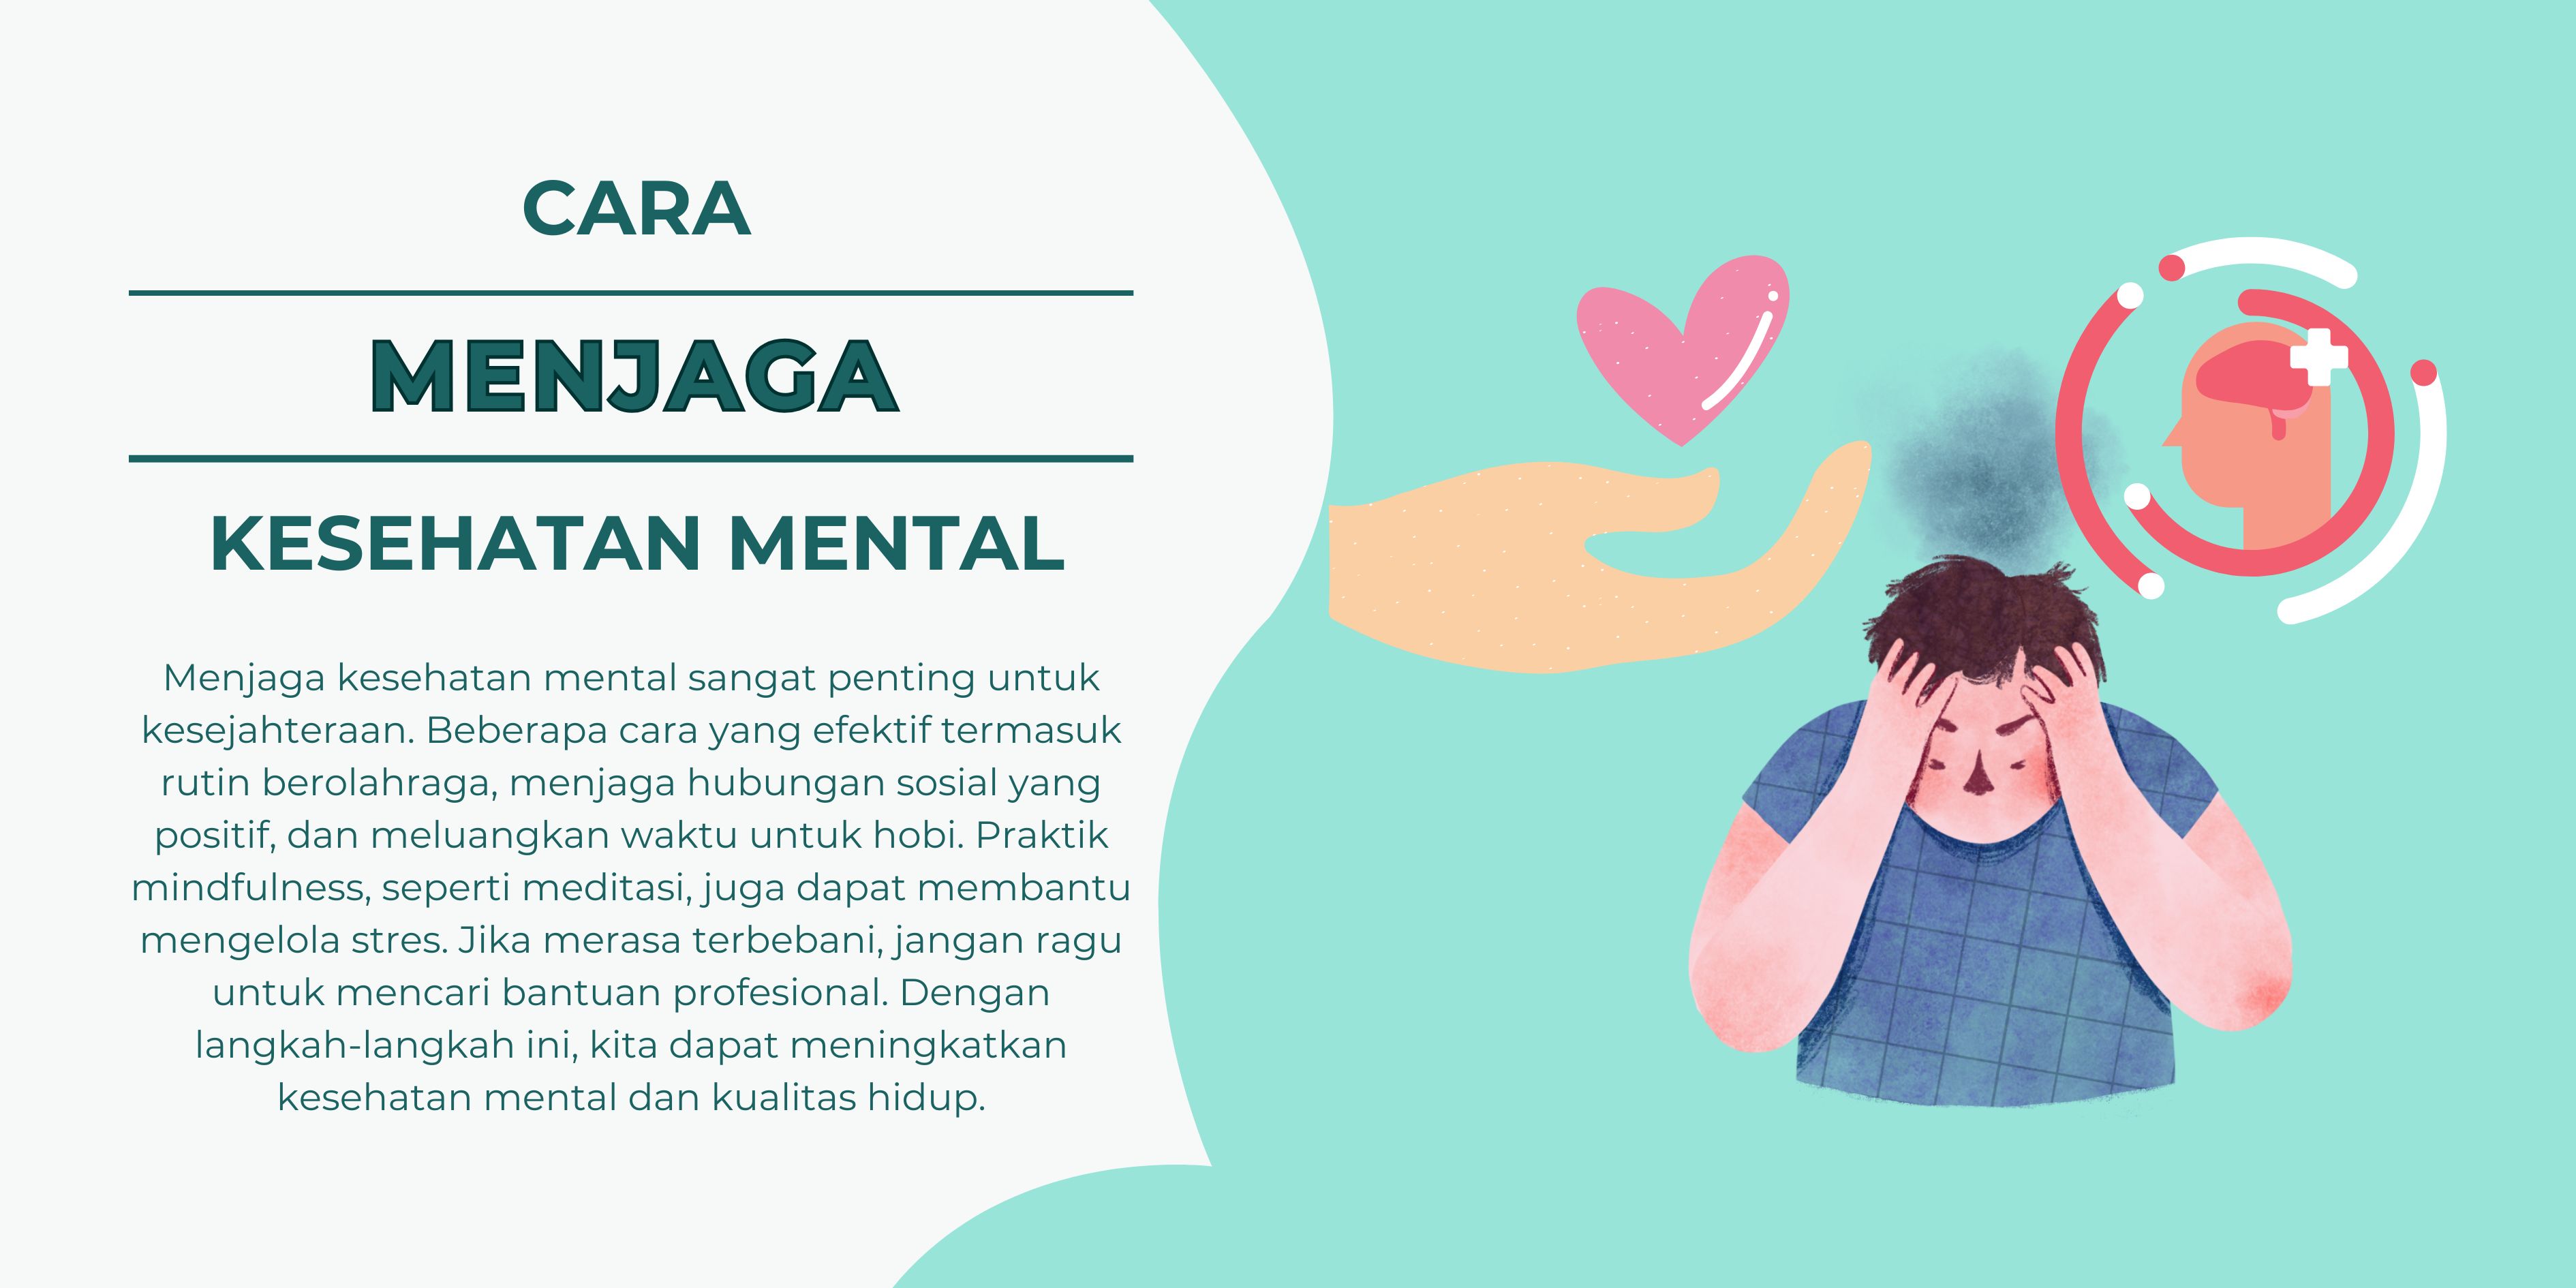 CARA
MENJAGA
KESEHATAN MENTAL
Menjaga kesehatan mental sangat penting untuk
kesejahteraan. Beberapa cara yang efektif termasuk
rutin berolahraga, menjaga hubungan sosial yang
positif, dan meluangkan waktu untuk hobi. Praktik
mindfulness, seperti meditasi, juga dapat membantu
mengelola stres. Jika merasa terbebani, jangan ragu
untuk mencari bantuan profesional. Dengan
langkah-langkah ini, kita dapat meningkatkan
kesehatan mental dan kualitas hidup.